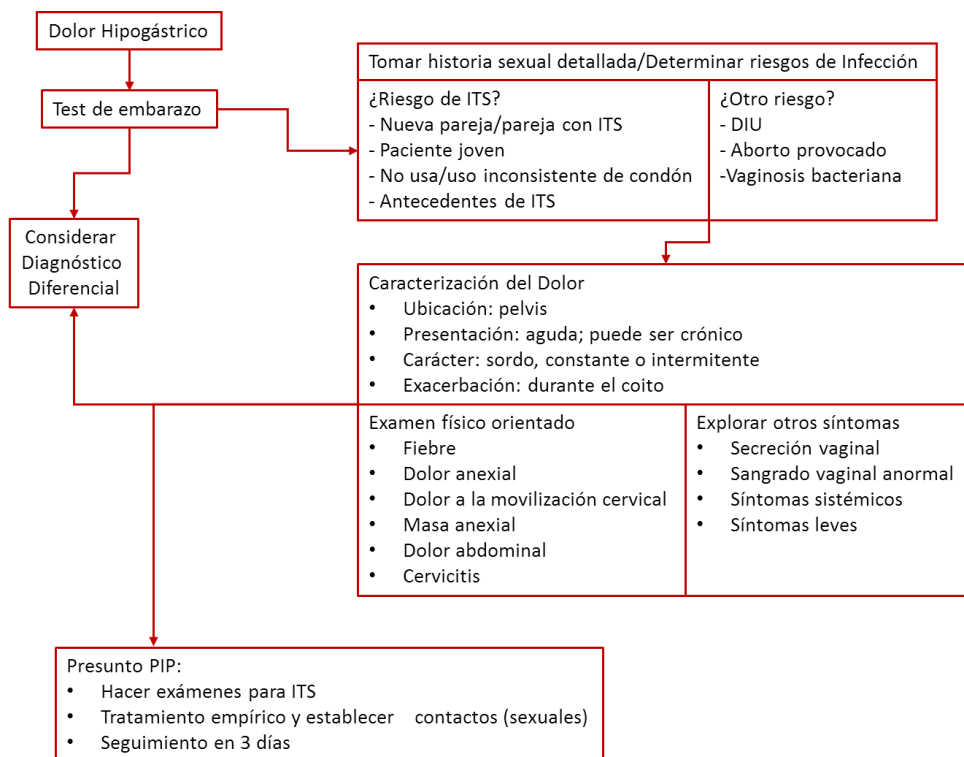 Dolor Hipogástrico
Test de embarazo
Considerar
Diagnóstico
Diferencial
Tomar historia sexual detallada/Determinar riesgos de Infección
¿Riesgo de ITS?
- Nueva pareja/pareja con ITS
- Paciente joven
- No usa/uso inconsistente de condón
- Antecedentes de ITS
¿Otro riesgo?
- DIU
- Aborto provocado
-Vaginosis bacteriana
Caracterización del Dolor
• Ubicación: pelvis
• Presentación: aguda; puede ser crónico
• Carácter: sordo, constante o intermitente
• Exacerbación: durante el coito
Examen físico orientado
• Fiebre
• Dolor anexial
• Dolor a la movilización cervical
• Masa anexial
• Dolor abdominal
• Cervicitis
Explorar otros síntomas
• Secreción vaginal
• Sangrado vaginal anormal
• Síntomas sistémicos
• Síntomas leves
Presunto PIP:
• Hacer exámenes para ITS
• Tratamiento empírico y establecer contactos (sexuales)
• Seguimiento en 3 días